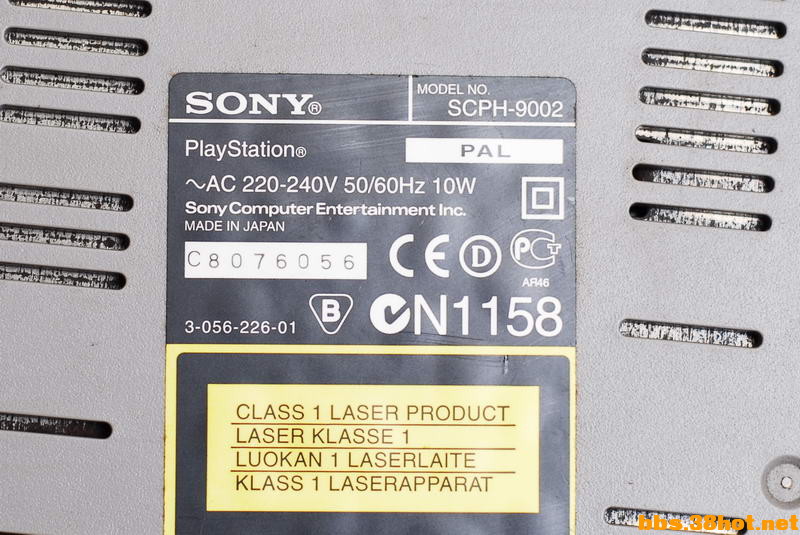 SONY®
MODEL NO.
SCPH-9002
PlayStation®
PAL
~AC 220-240V 50/60Hz 10W
Sony Computer Entertainment Inc.
MADE IN JAPAN
C8076056
CE D PCT
AR46
3-056-226-01
B
N1158
CLASS 1 LASER PRODUCT
LASER KLASSE 1
LUOKAN 1 LASERLAITE
KLASS 1 LASERAPPARAT
bbs.38hot.net